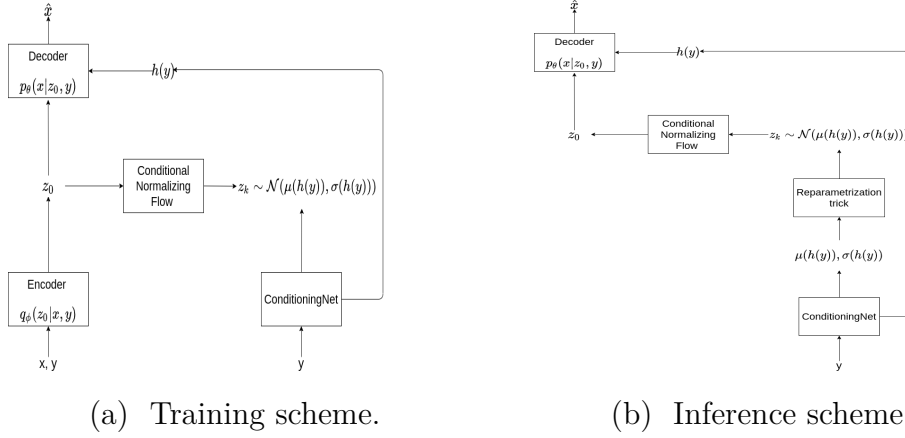 x̂
Decoder
p_θ(x|z_0, y)
h(y)
z_0
Conditional
Normalizing
Flow
z_k ∼ 𝒩(μ(h(y)), σ(h(y)))
Encoder
q_ϕ(z_0|x, y)
ConditioningNet
x, y
y
(a) Training scheme.
x̂
Decoder
p_θ(x|z_0, y)
h(y)
z_0
Conditional
Normalizing
Flow
z_k ∼ 𝒩(μ(h(y)), σ(h(y))
Reparametrization
trick
μ(h(y)), σ(h(y))
ConditioningNet
y
(b) Inference scheme